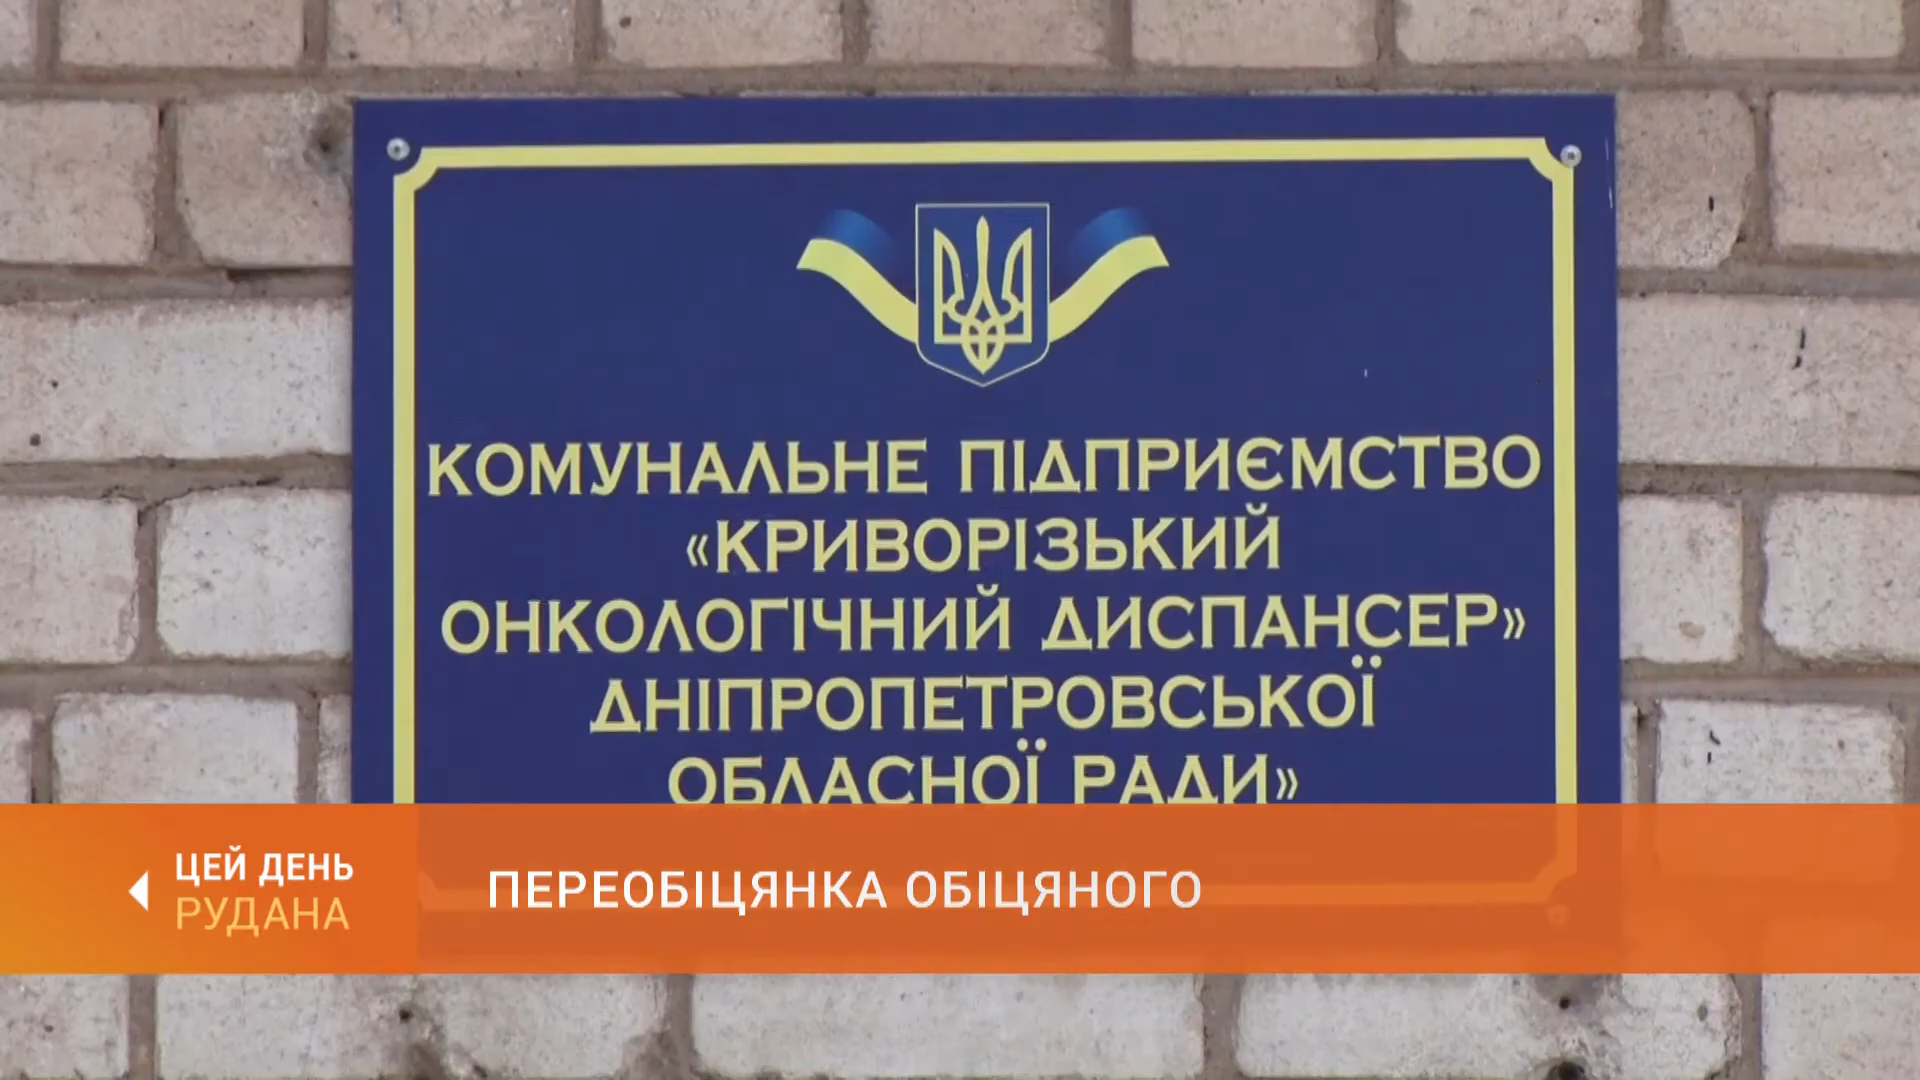 КОМУНАЛЬНЕ ПІДПРИЄМСТВО
«КРИВОРІЗЬКИЙ
ОНКОЛОГІЧНИЙ ДИСПАНСЕР»
ДНІПРОПЕТРОВСЬКОЇ
ОБЛАСНОЇ РАДИ»
ЦЕЙ ДЕНЬ
РУДАНА
ПЕРЕОБІЦЯНКА ОБІЦЯНОГО